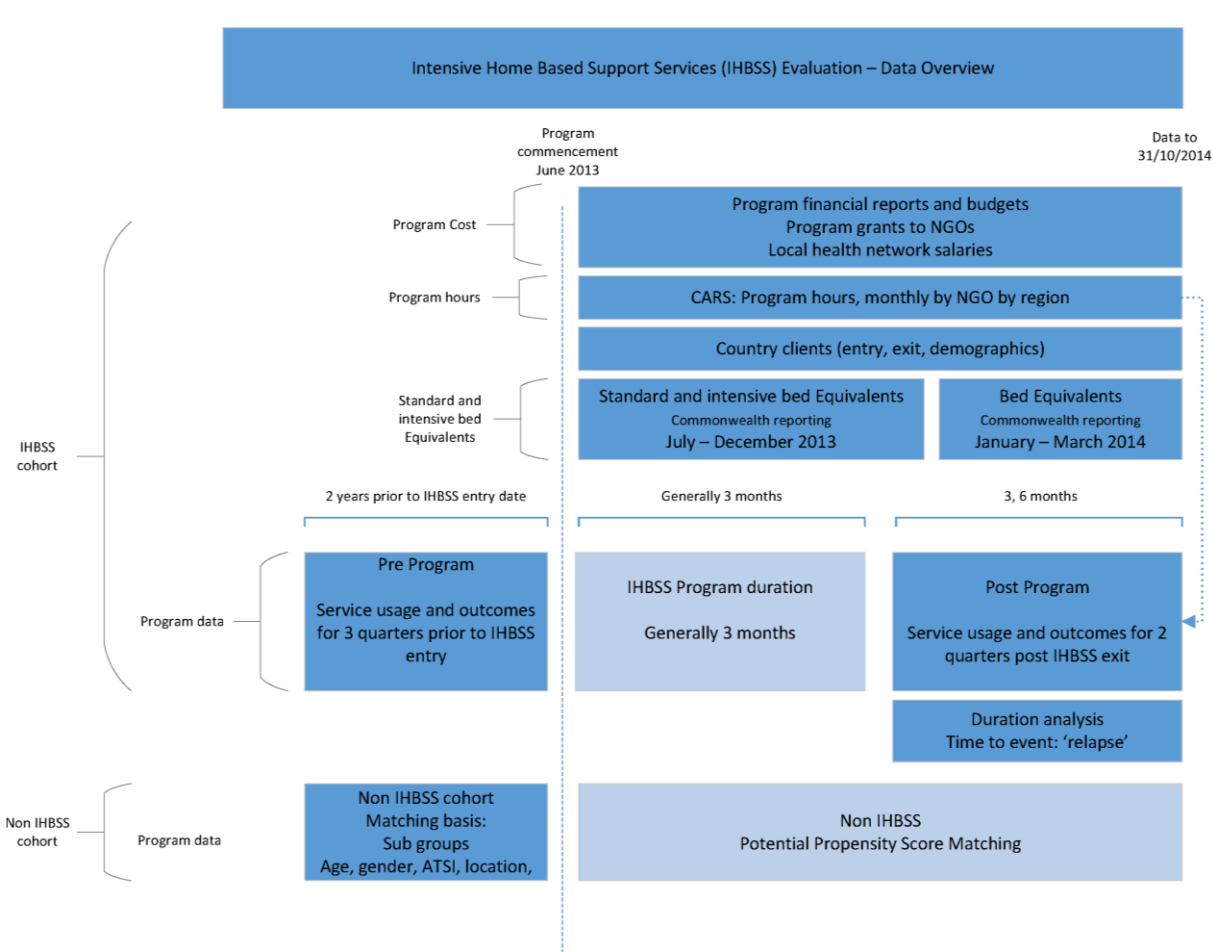 Intensive Home Based Support Services (IHBSS) Evaluation – Data Overview
Program
commencement
June 2013
Data to
31/10/2014
Program Cost
Program financial reports and budgets
Program grants to NGOs
Local health network salaries
Program hours
CARS: Program hours, monthly by NGO by region
Country clients (entry, exit, demographics)
Standard and
intensive bed
Equivalents
Standard and intensive bed Equivalents
Commonwealth reporting
July – December 2013
Bed Equivalents
Commonwealth reporting
January – March 2014
IHBSS
cohort
2 years prior to IHBSS entry date
Generally 3 months
3, 6 months
Program data
Pre Program
Service usage and outcomes
for 3 quarters prior to IHBSS
entry
IHBSS Program duration
Generally 3 months
Post Program
Service usage and outcomes for 2
quarters post IHBSS exit
Duration analysis
Time to event: ‘relapse’
Non IHBSS
cohort
Program data
Non IHBSS cohort
Matching basis:
Sub groups
Age, gender, ATSI, location,
Non IHBSS
Potential Propensity Score Matching